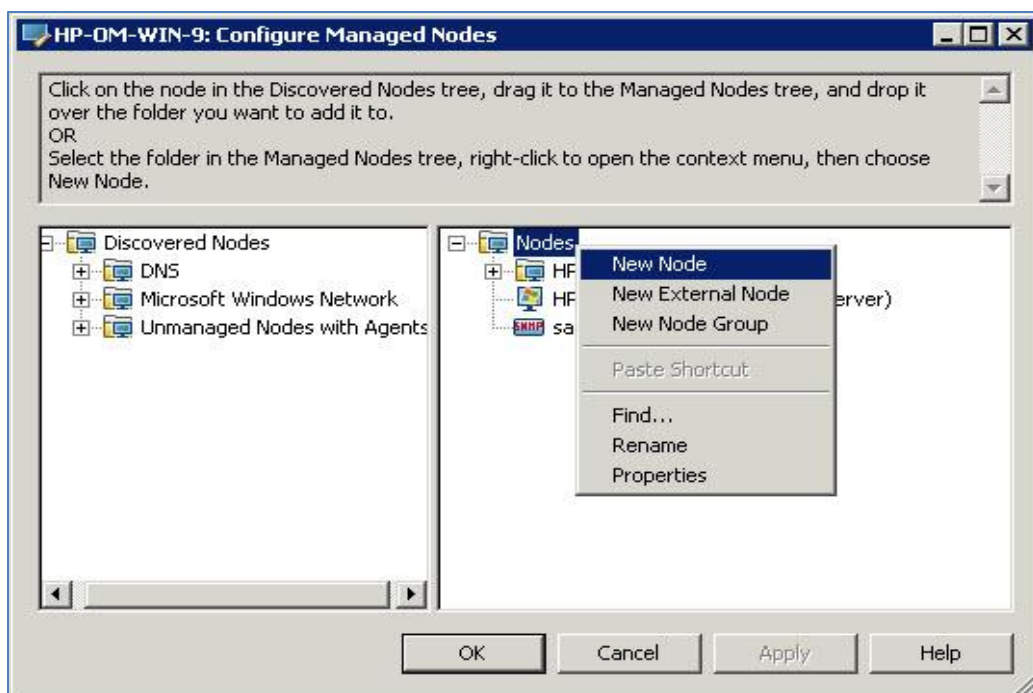 HP-OM-WIN-9: Configure Managed Nodes
Click on the node in the Discovered Nodes tree, drag it to the Managed Nodes tree, and drop it
over the folder you want to add it to.
OR
Select the folder in the Managed Nodes tree, right-click to open the context menu, then choose
New Node.
Discovered Nodes
DNS
Microsoft Windows Network
Unmanaged Nodes with Agents
Nodes
HP
HP erver)
SNMP sa
New Node
New External Node
New Node Group
Paste Shortcut
Find...
Rename
Properties
OK
Cancel
Apply
Help